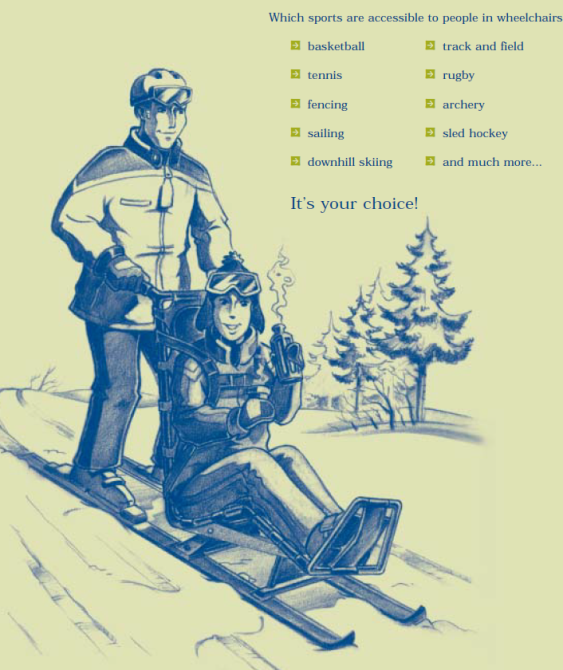 Which sports are accessible to people in wheelchairs
basketball
tennis
fencing
sailing
downhill skiing
track and field
rugby
archery
sled hockey
and much more...
It's your choice!